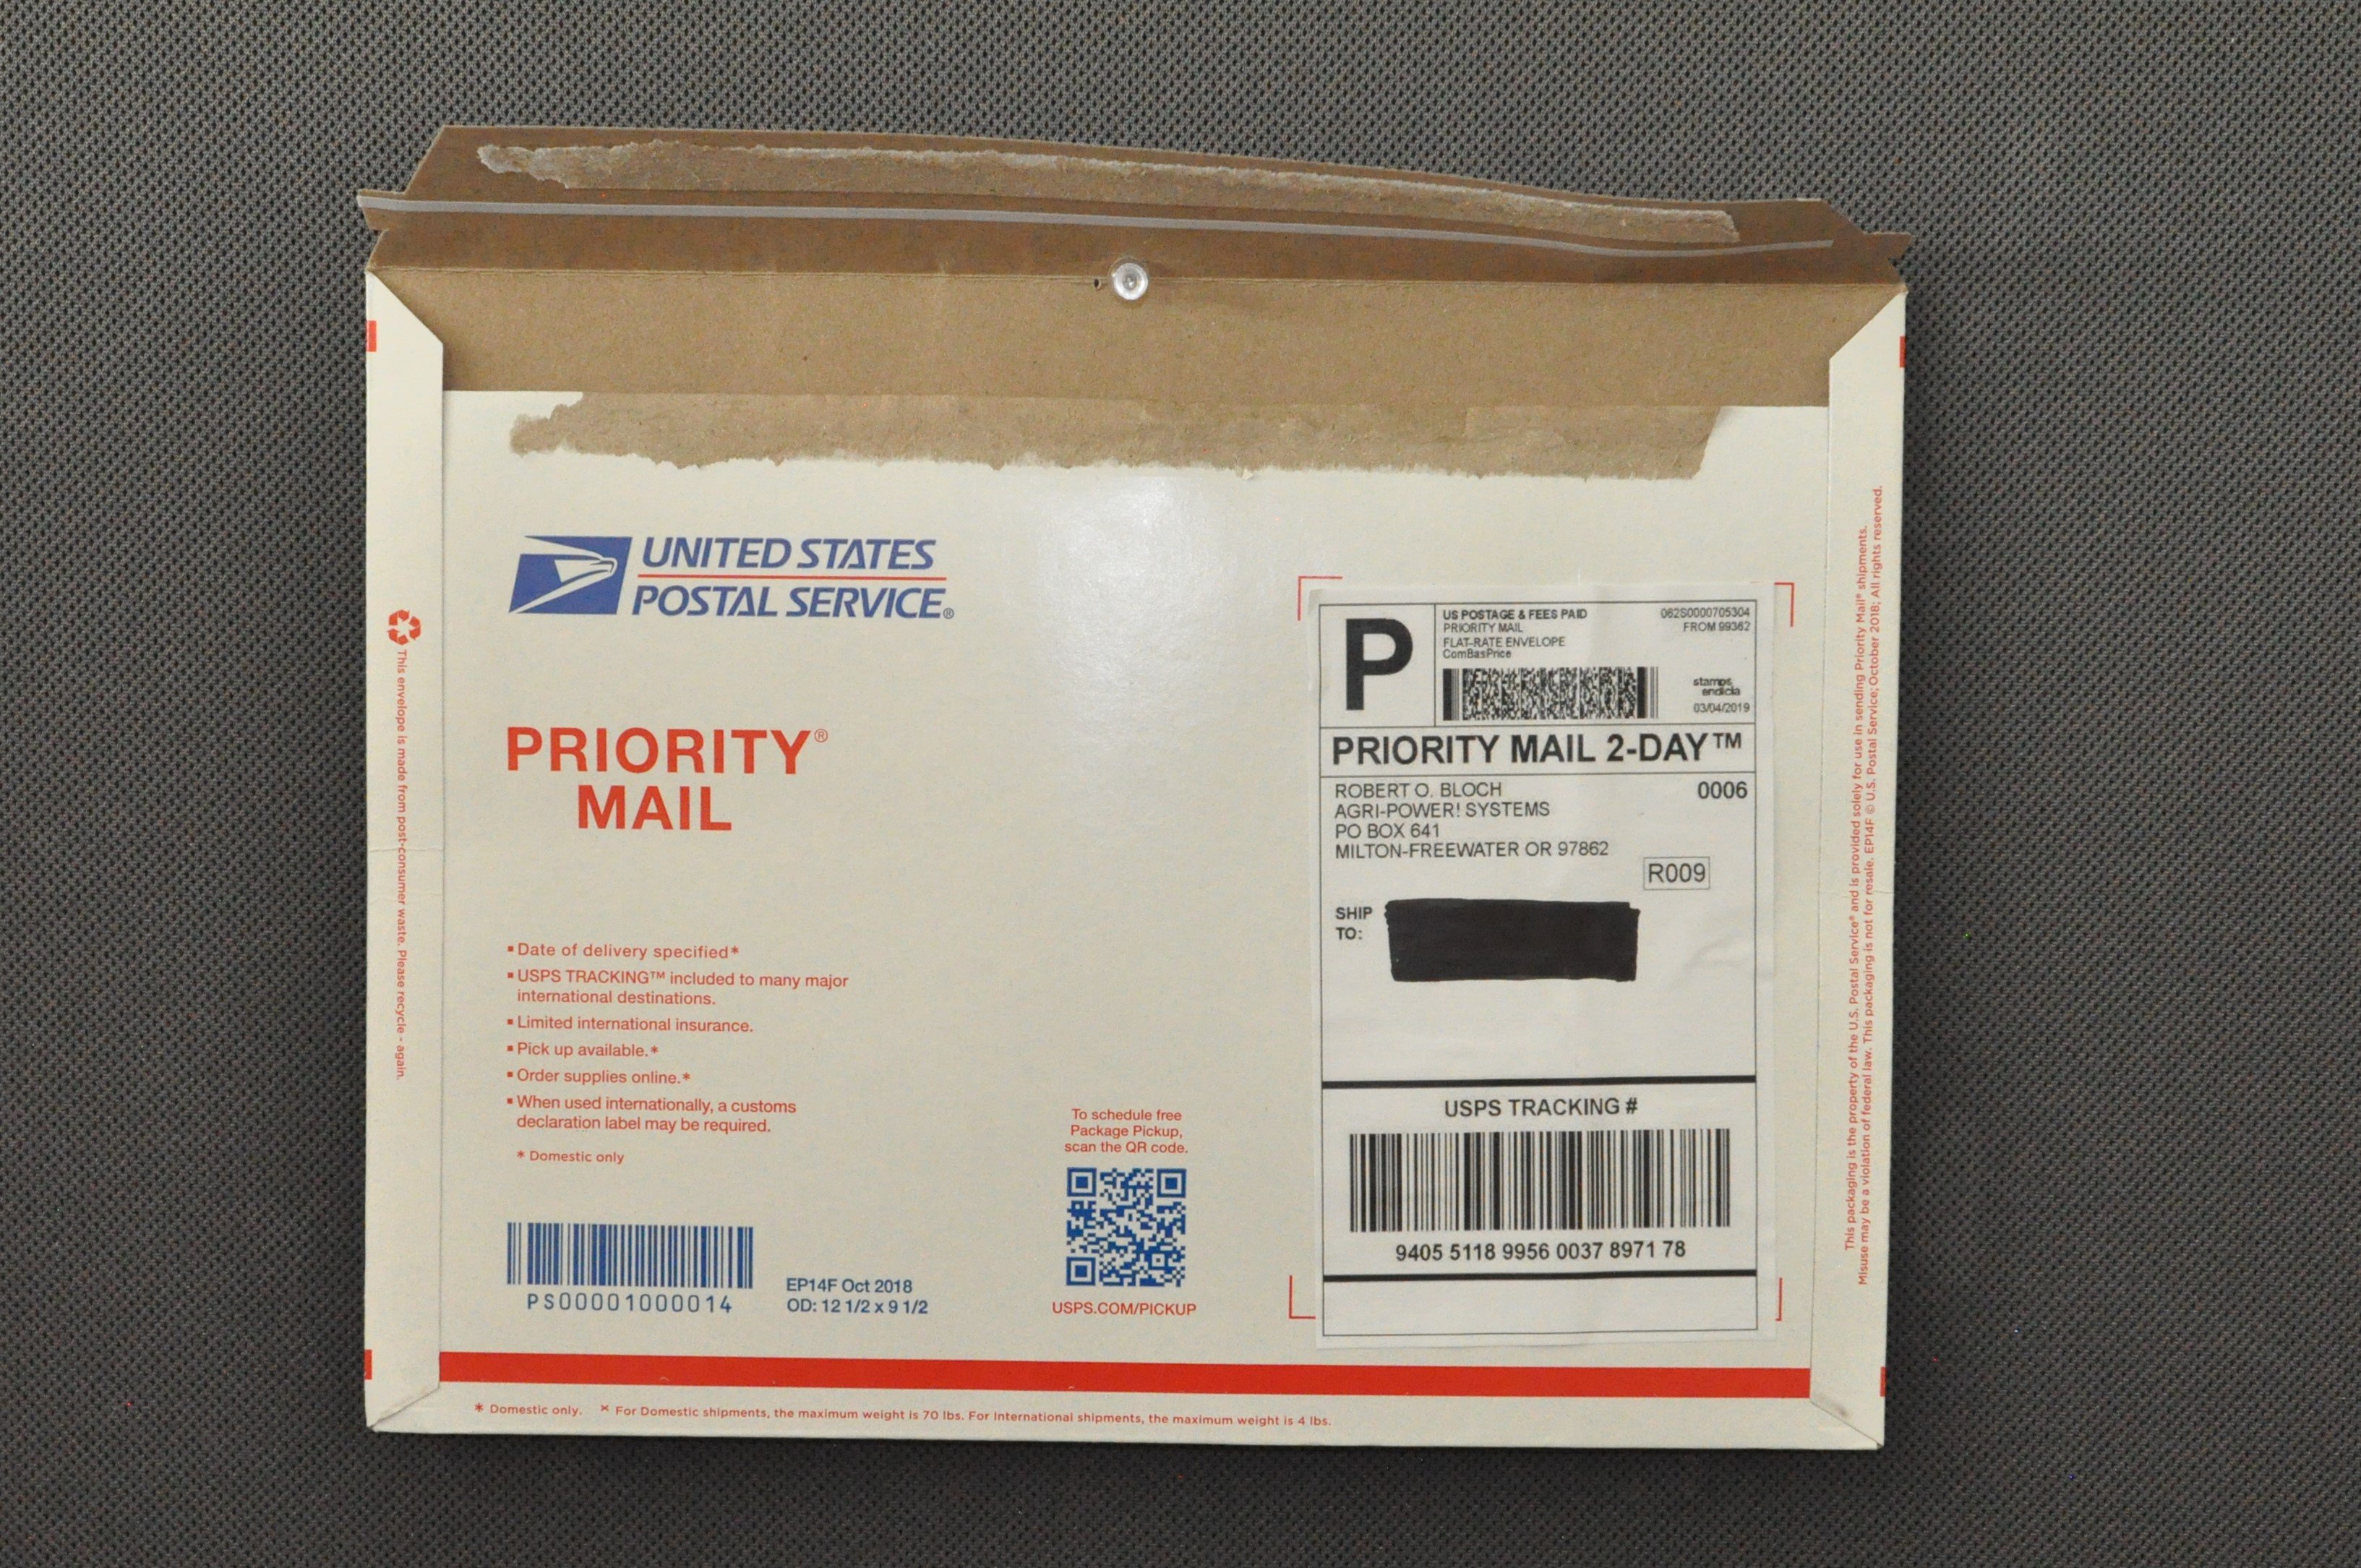 UNITED STATES
POSTAL SERVICE®
PRIORITY®
MAIL
▪ Date of delivery specified*
▪ USPS TRACKING™ included to many major
international destinations.
▪ Limited international insurance.
▪ Pick up available.*
▪ Order supplies online.*
▪ When used internationally, a customs
declaration label may be required.
* Domestic only
PS00001000014
EP14F Oct 2018
OD: 12 1/2 x 9 1/2
To schedule free
Package Pickup,
scan the QR code.
USPS.COM/PICKUP
P
US POSTAGE & FEES PAID
PRIORITY MAIL
FLAT-RATE ENVELOPE
ComBasPrice
062S0000705304
FROM 99362
stamps
endicia
03/04/2019
PRIORITY MAIL 2-DAY™
ROBERT O. BLOCH
AGRI-POWER! SYSTEMS
PO BOX 641
MILTON-FREEWATER OR 97862
0006
R009
SHIP
TO:
USPS TRACKING #
9405 5118 9956 0037 8971 78
* Domestic only. × For Domestic shipments, the maximum weight is 70 lbs. For International shipments, the maximum weight is 4 lbs.
This envelope is made from post-consumer waste. Please recycle - again.
This packaging is the property of the U.S. Postal Service® and is provided solely for use in sending Priority Mail® shipments.
Misuse may be a violation of federal law. This packaging is not for resale. EP14F © U.S. Postal Service; October 2018; All rights reserved.